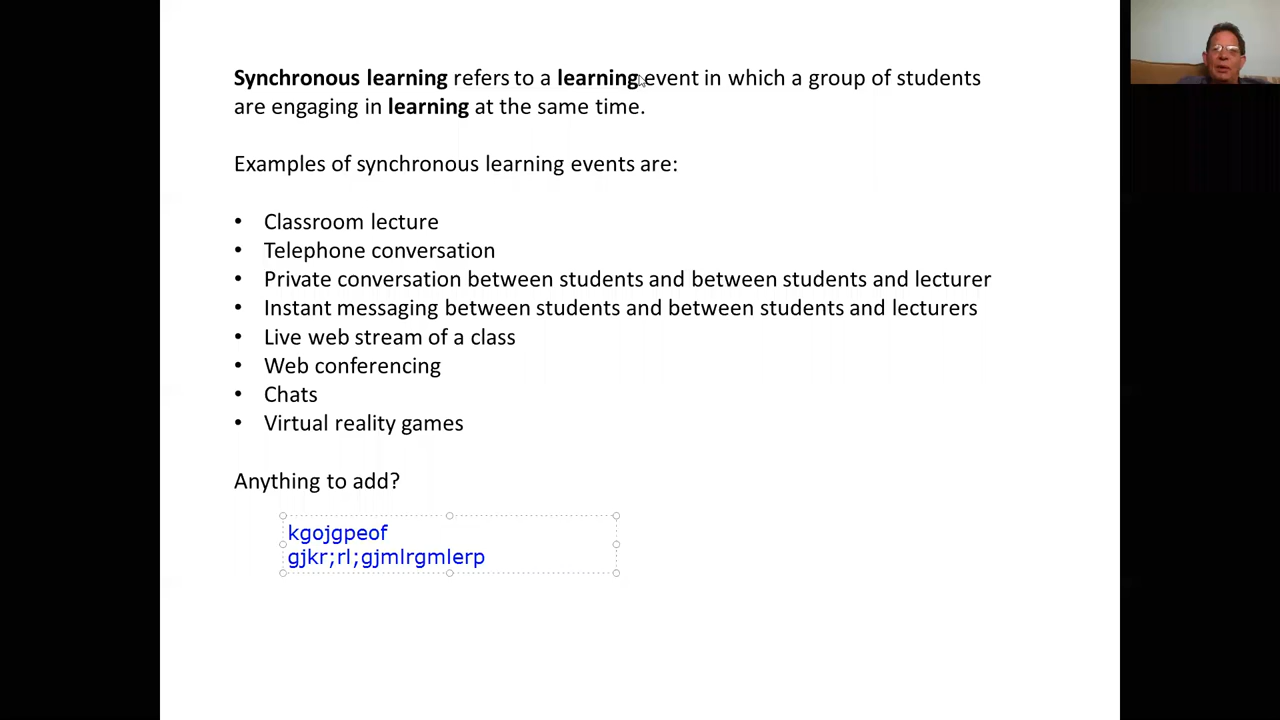 Synchronous learning refers to a learning event in which a group of students
are engaging in learning at the same time.
Examples of synchronous learning events are:
• Classroom lecture
• Telephone conversation
• Private conversation between students and between students and lecturer
• Instant messaging between students and between students and lecturers
• Live web stream of a class
• Web conferencing
• Chats
• Virtual reality games
Anything to add?
kgojgpeof
gjkr;rl;gjmlrgmlerp